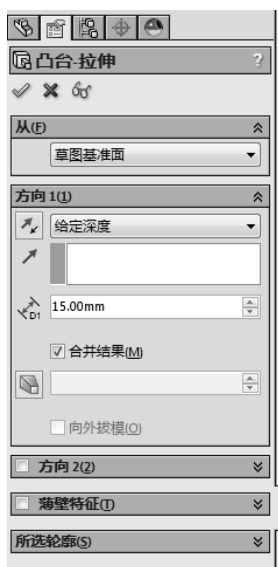 凸台-拉伸 ?
从(F)
草图基准面
方向 1(1)
给定深度
D1 15.00mm
合并结果(M)
向外拔模(O)
方向 2(2)
薄壁特征(T)
所选轮廓(S)